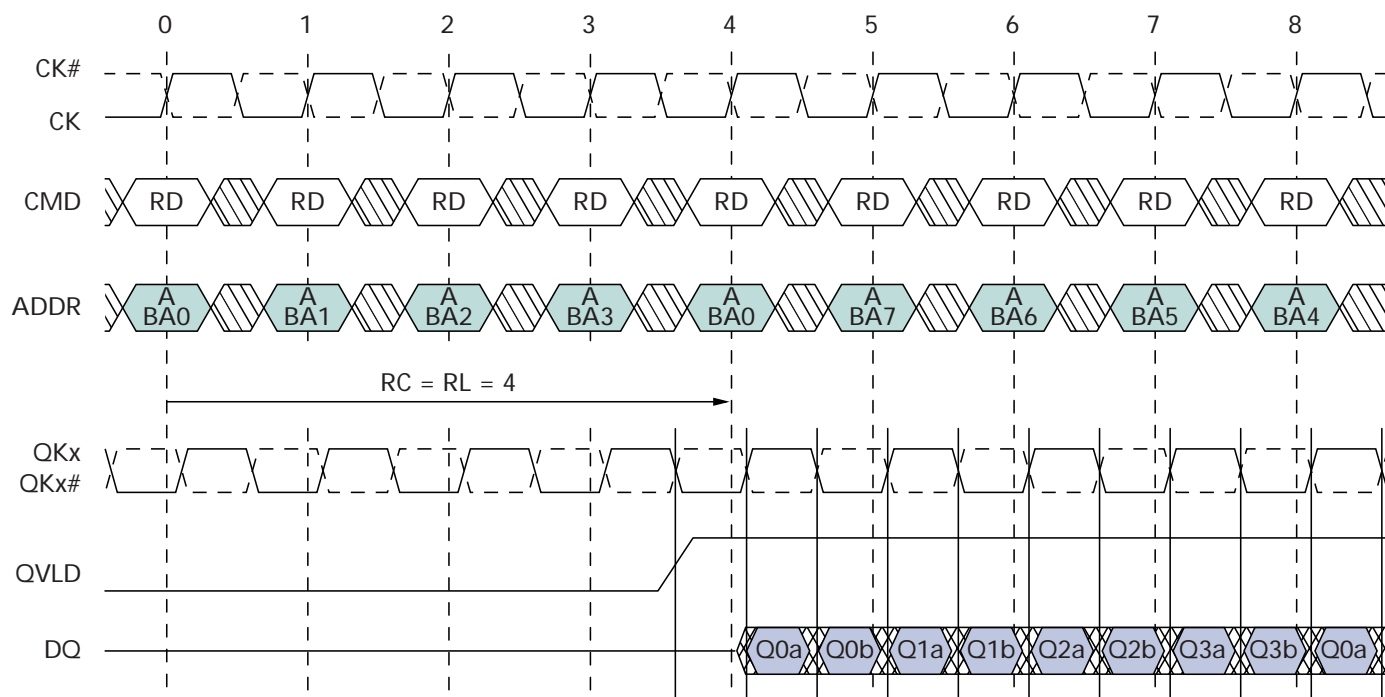 0 1 2 3 4 5 6 7 8
CK#
CK
CMD RD RD RD RD RD RD RD RD RD
ADDR A A A A A A A A A
BA0 BA1 BA2 BA3 BA0 BA7 BA6 BA5 BA4
RC = RL = 4
QKx
QKx#
QVLD
DQ Q0a Q0b Q1a Q1b Q2a Q2b Q3a Q3b Q0a